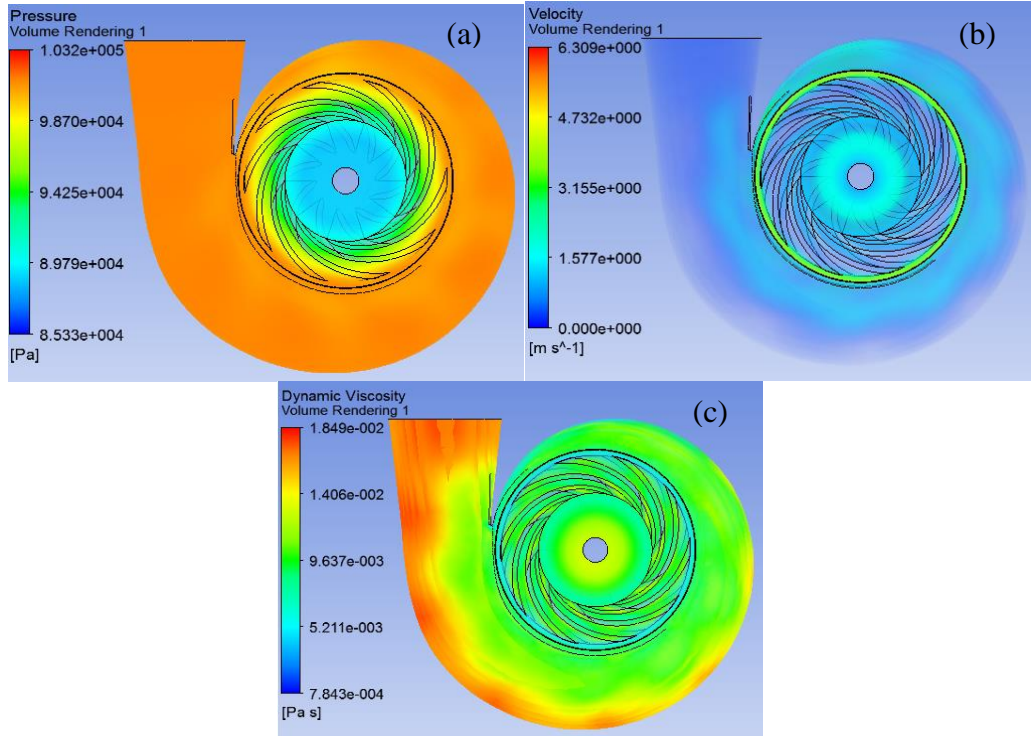 Pressure
Volume Rendering 1
(a)
1.032e+005
9.870e+004
9.425e+004
8.979e+004
8.533e+004
[Pa]
Velocity
Volume Rendering 1
(b)
6.309e+000
4.732e+000
3.155e+000
1.577e+000
0.000e+000
[m s^-1]
Dynamic Viscosity
Volume Rendering 1
(c)
1.849e-002
1.406e-002
9.637e-003
5.211e-003
7.843e-004
[Pa s]